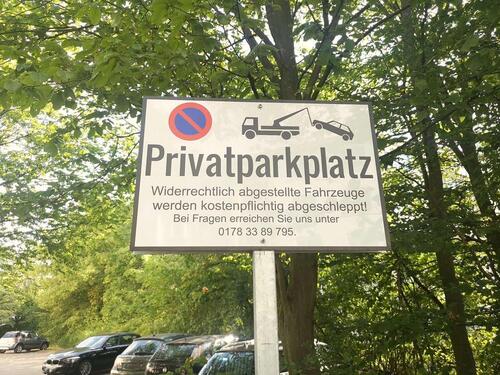 Privatparkplatz
Widerrechtlich abgestellte Fahrzeuge
werden kostenpflichtig abgeschleppt!
Bei Fragen erreichen Sie uns unter
0178 33 89 795.